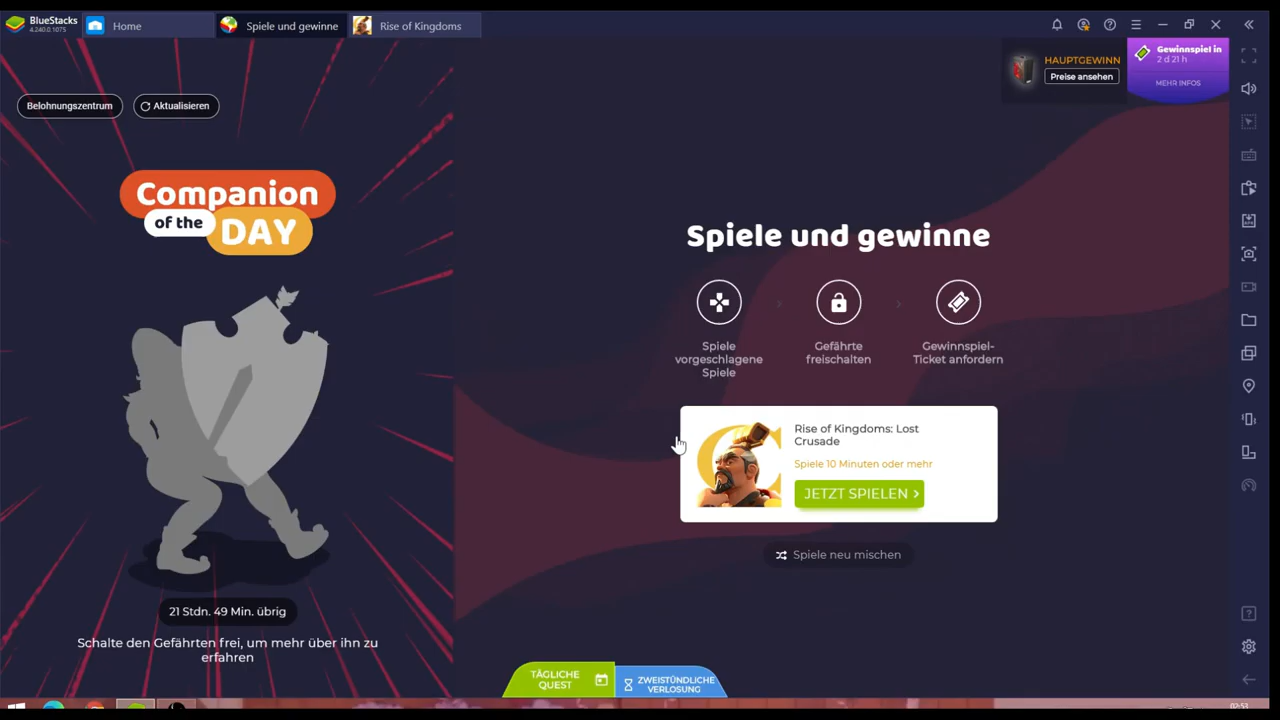 BlueStacks
4.240.0.1075
Home
Spiele und gewinne
Rise of Kingdoms
HAUPTGEWINN
Preise ansehen
Gewinnspiel in
2 d 21 h
MEHR INFOS
Belohnungszentrum
Aktualisieren
Companion
of the
DAY
21 Stdn. 49 Min. übrig
Schalte den Gefährten frei, um mehr über ihn zu
erfahren
Spiele und gewinne
Spiele
vorgeschlagene
Spiele
Gefährte
freischalten
Gewinnspiel-
Ticket anfordern
Rise of Kingdoms: Lost
Crusade
Spiele 10 Minuten oder mehr
JETZT SPIELEN
Spiele neu mischen
TÄGLICHE
QUEST
ZWEISTÜNDLICHE
VERLOSUNG
02:53